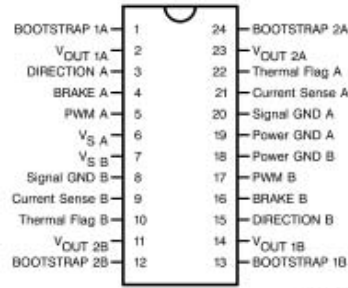 BOOTSTRAP 1A 1 24 BOOTSTRAP 2A
VOUT 1A 2 23 VOUT 2A
DIRECTION A 3 22 Thermal Flag A
BRAKE A 4 21 Current Sense A
PWM A 5 20 Signal GND A
VS A 6 19 Power GND A
VS B 7 18 Power GND B
Signal GND B 8 17 PWM B
Current Sense B 9 16 BRAKE B
Thermal Flag B 10 15 DIRECTION B
VOUT 2B 11 14 VOUT 1B
BOOTSTRAP 2B 12 13 BOOTSTRAP 1B